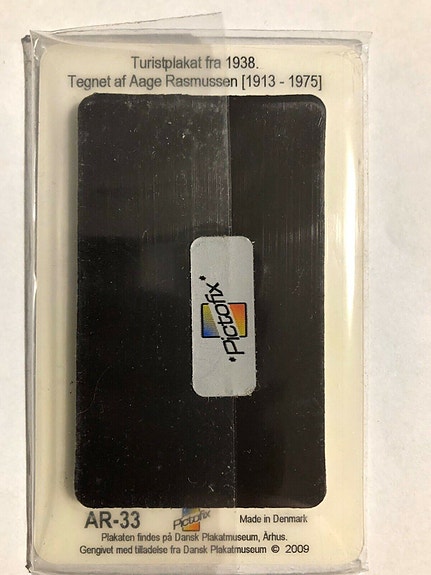 Turistplakat fra 1938.
Tegnet af Aage Rasmussen [1913 - 1975]
*Pictofix*
AR-33
Pictofix
Made in Denmark
Plakaten findes på Dansk Plakatmuseum, Århus.
Gengivet med tilladelse fra Dansk Plakatmuseum © 2009